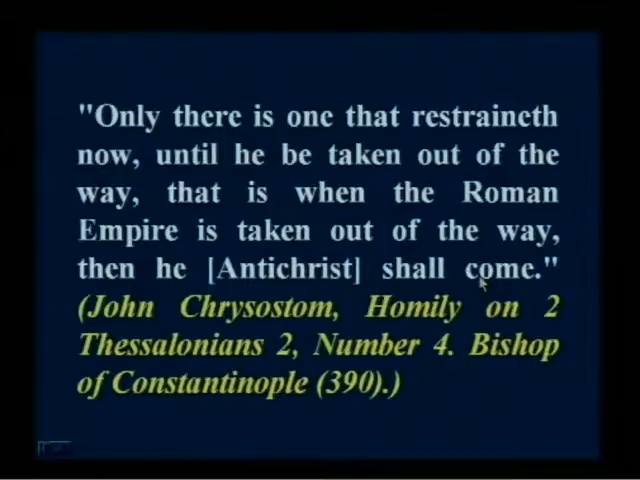 "Only there is one that restraineth
now, until he be taken out of the
way, that is when the Roman
Empire is taken out of the way,
then he [Antichrist] shall come."
(John Chrysostom, Homily on 2
Thessalonians 2, Number 4. Bishop
of Constantinople (390).)